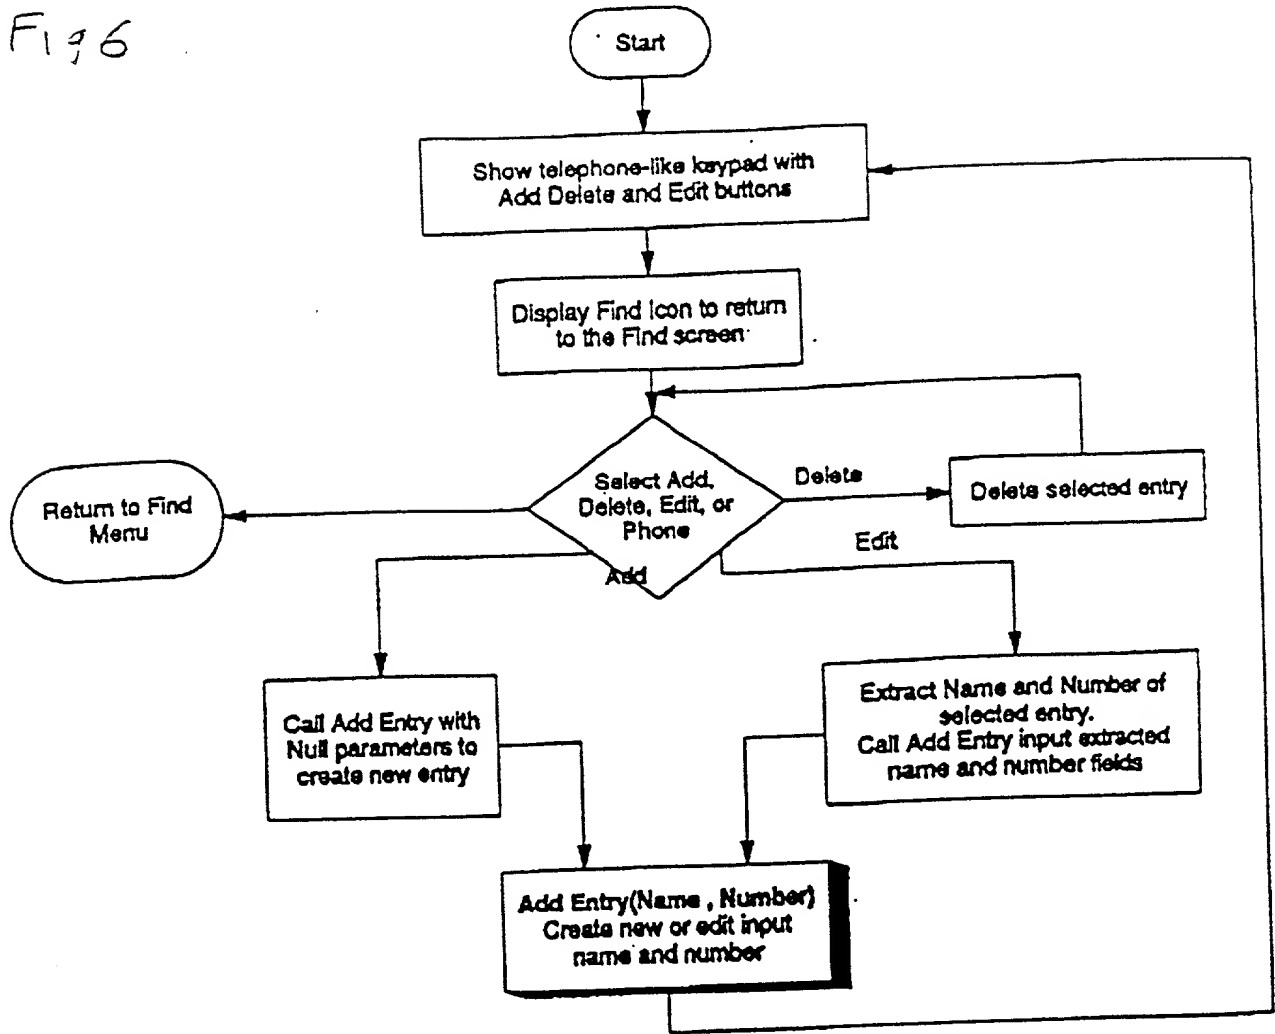 Fig 6
Start
Show telephone-like keypad with
Add Delete and Edit buttons
Display Find Icon to return
to the Find screen
Select Add,
Delete, Edit, or
Phone
Delete
Delete selected entry
Return to Find
Menu
Edit
Add
Call Add Entry with
Null parameters to
create new entry
Extract Name and Number of
selected entry.
Call Add Entry input extracted
name and number fields
Add Entry(Name , Number)
Create new or edit input
name and number